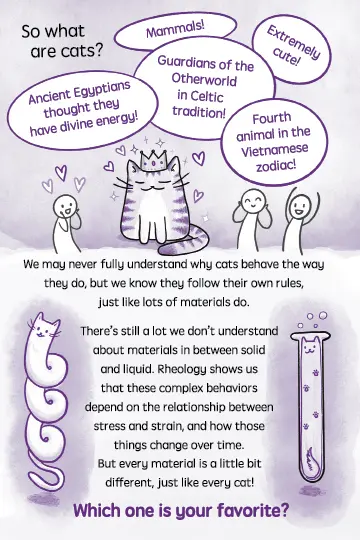 So what
are cats?
Mammals!
Extremely
cute!
Guardians of the
Otherworld
in Celtic
tradition!
Ancient Egyptians
thought they
have divine energy!
Fourth
animal in the
Vietnamese
zodiac!
We may never fully understand why cats behave the way
they do, but we know they follow their own rules,
just like lots of materials do.
There's still a lot we don't understand
about materials in between solid
and liquid. Rheology shows us
that these complex behaviors
depend on the relationship between
stress and strain, and how those
things change over time.
But every material is a little bit
different, just like every cat!
Which one is your favorite?